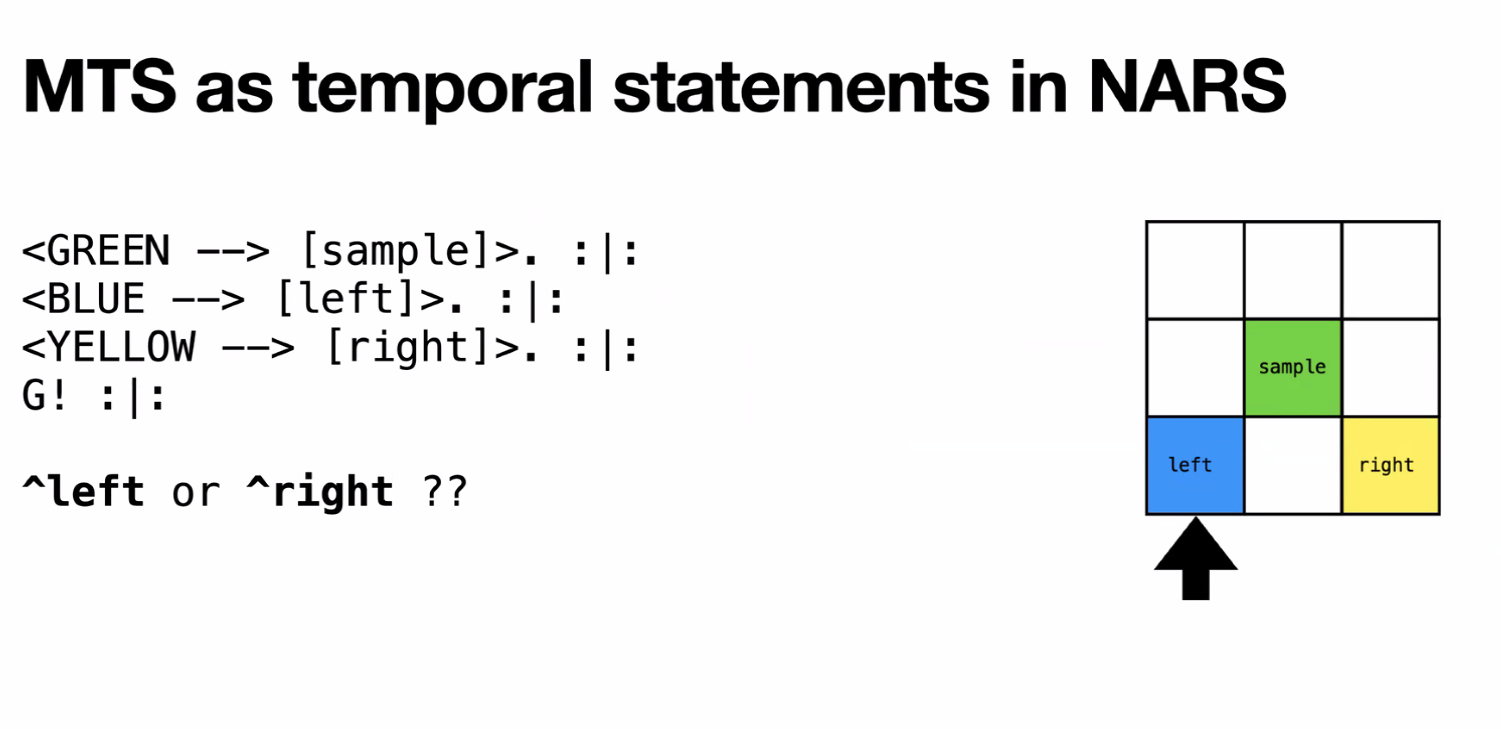 MTS as temporal statements in NARS
<GREEN --> [sample]>. :|:
<BLUE --> [left]>. :|:
<YELLOW --> [right]>. :|:
G! :|:
^left or ^right ??
sample
left
right